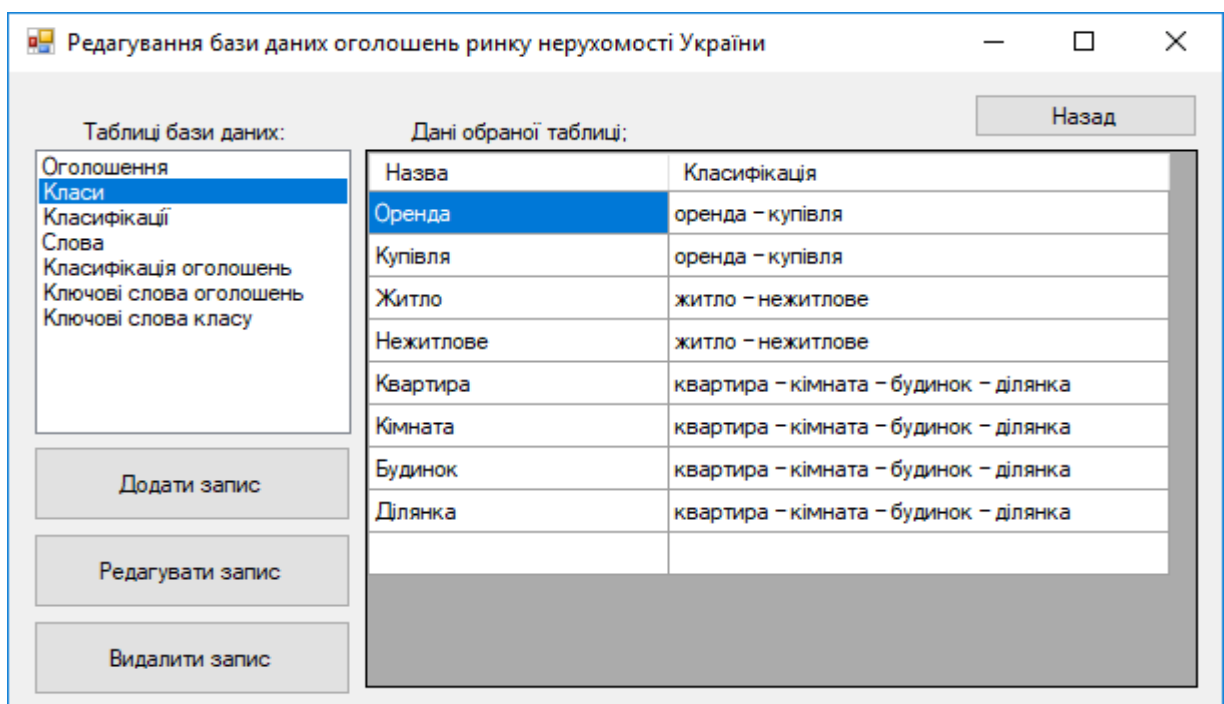 Редагування бази даних оголошень ринку нерухомості України
Назад
Таблиці бази даних:
Дані обраної таблиці;
Оголошення
Класи
Класифікації
Слова
Класифікація оголошень
Ключові слова оголошень
Ключові слова класу
Назва Класифікація
Оренда оренда – купівля
Купівля оренда – купівля
Житло житло – нежитлове
Нежитлове житло – нежитлове
Квартира квартира – кімната – будинок – ділянка
Кімната квартира – кімната – будинок – ділянка
Будинок квартира – кімната – будинок – ділянка
Ділянка квартира – кімната – будинок – ділянка
Додати запис
Редагувати запис
Видалити запис